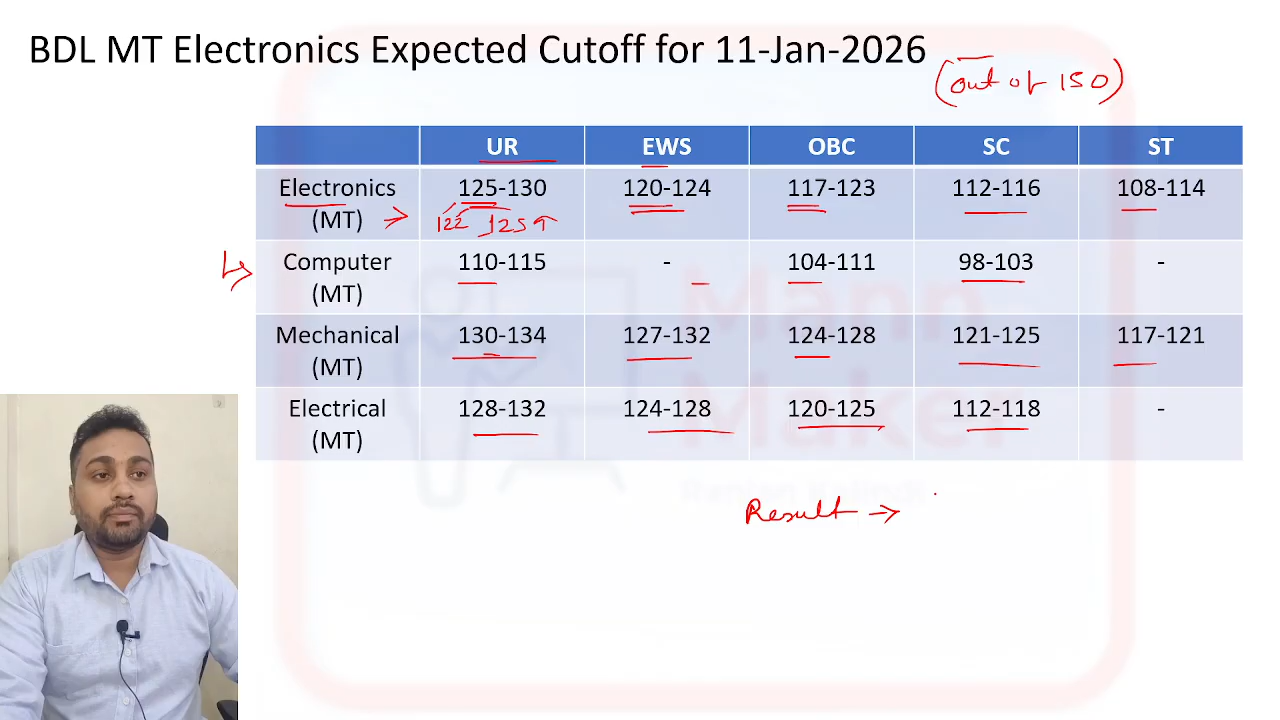 BDL MT Electronics Expected Cutoff for 11-Jan-2026
(out of 150)
UR EWS OBC SC ST
Electronics (MT) 125-130 120-124 117-123 112-116 108-114
122 125
Computer (MT) 110-115 - 104-111 98-103 -
Mechanical (MT) 130-134 127-132 124-128 121-125 117-121
Electrical (MT) 128-132 124-128 120-125 112-118 -
Mann
Maker
Result →